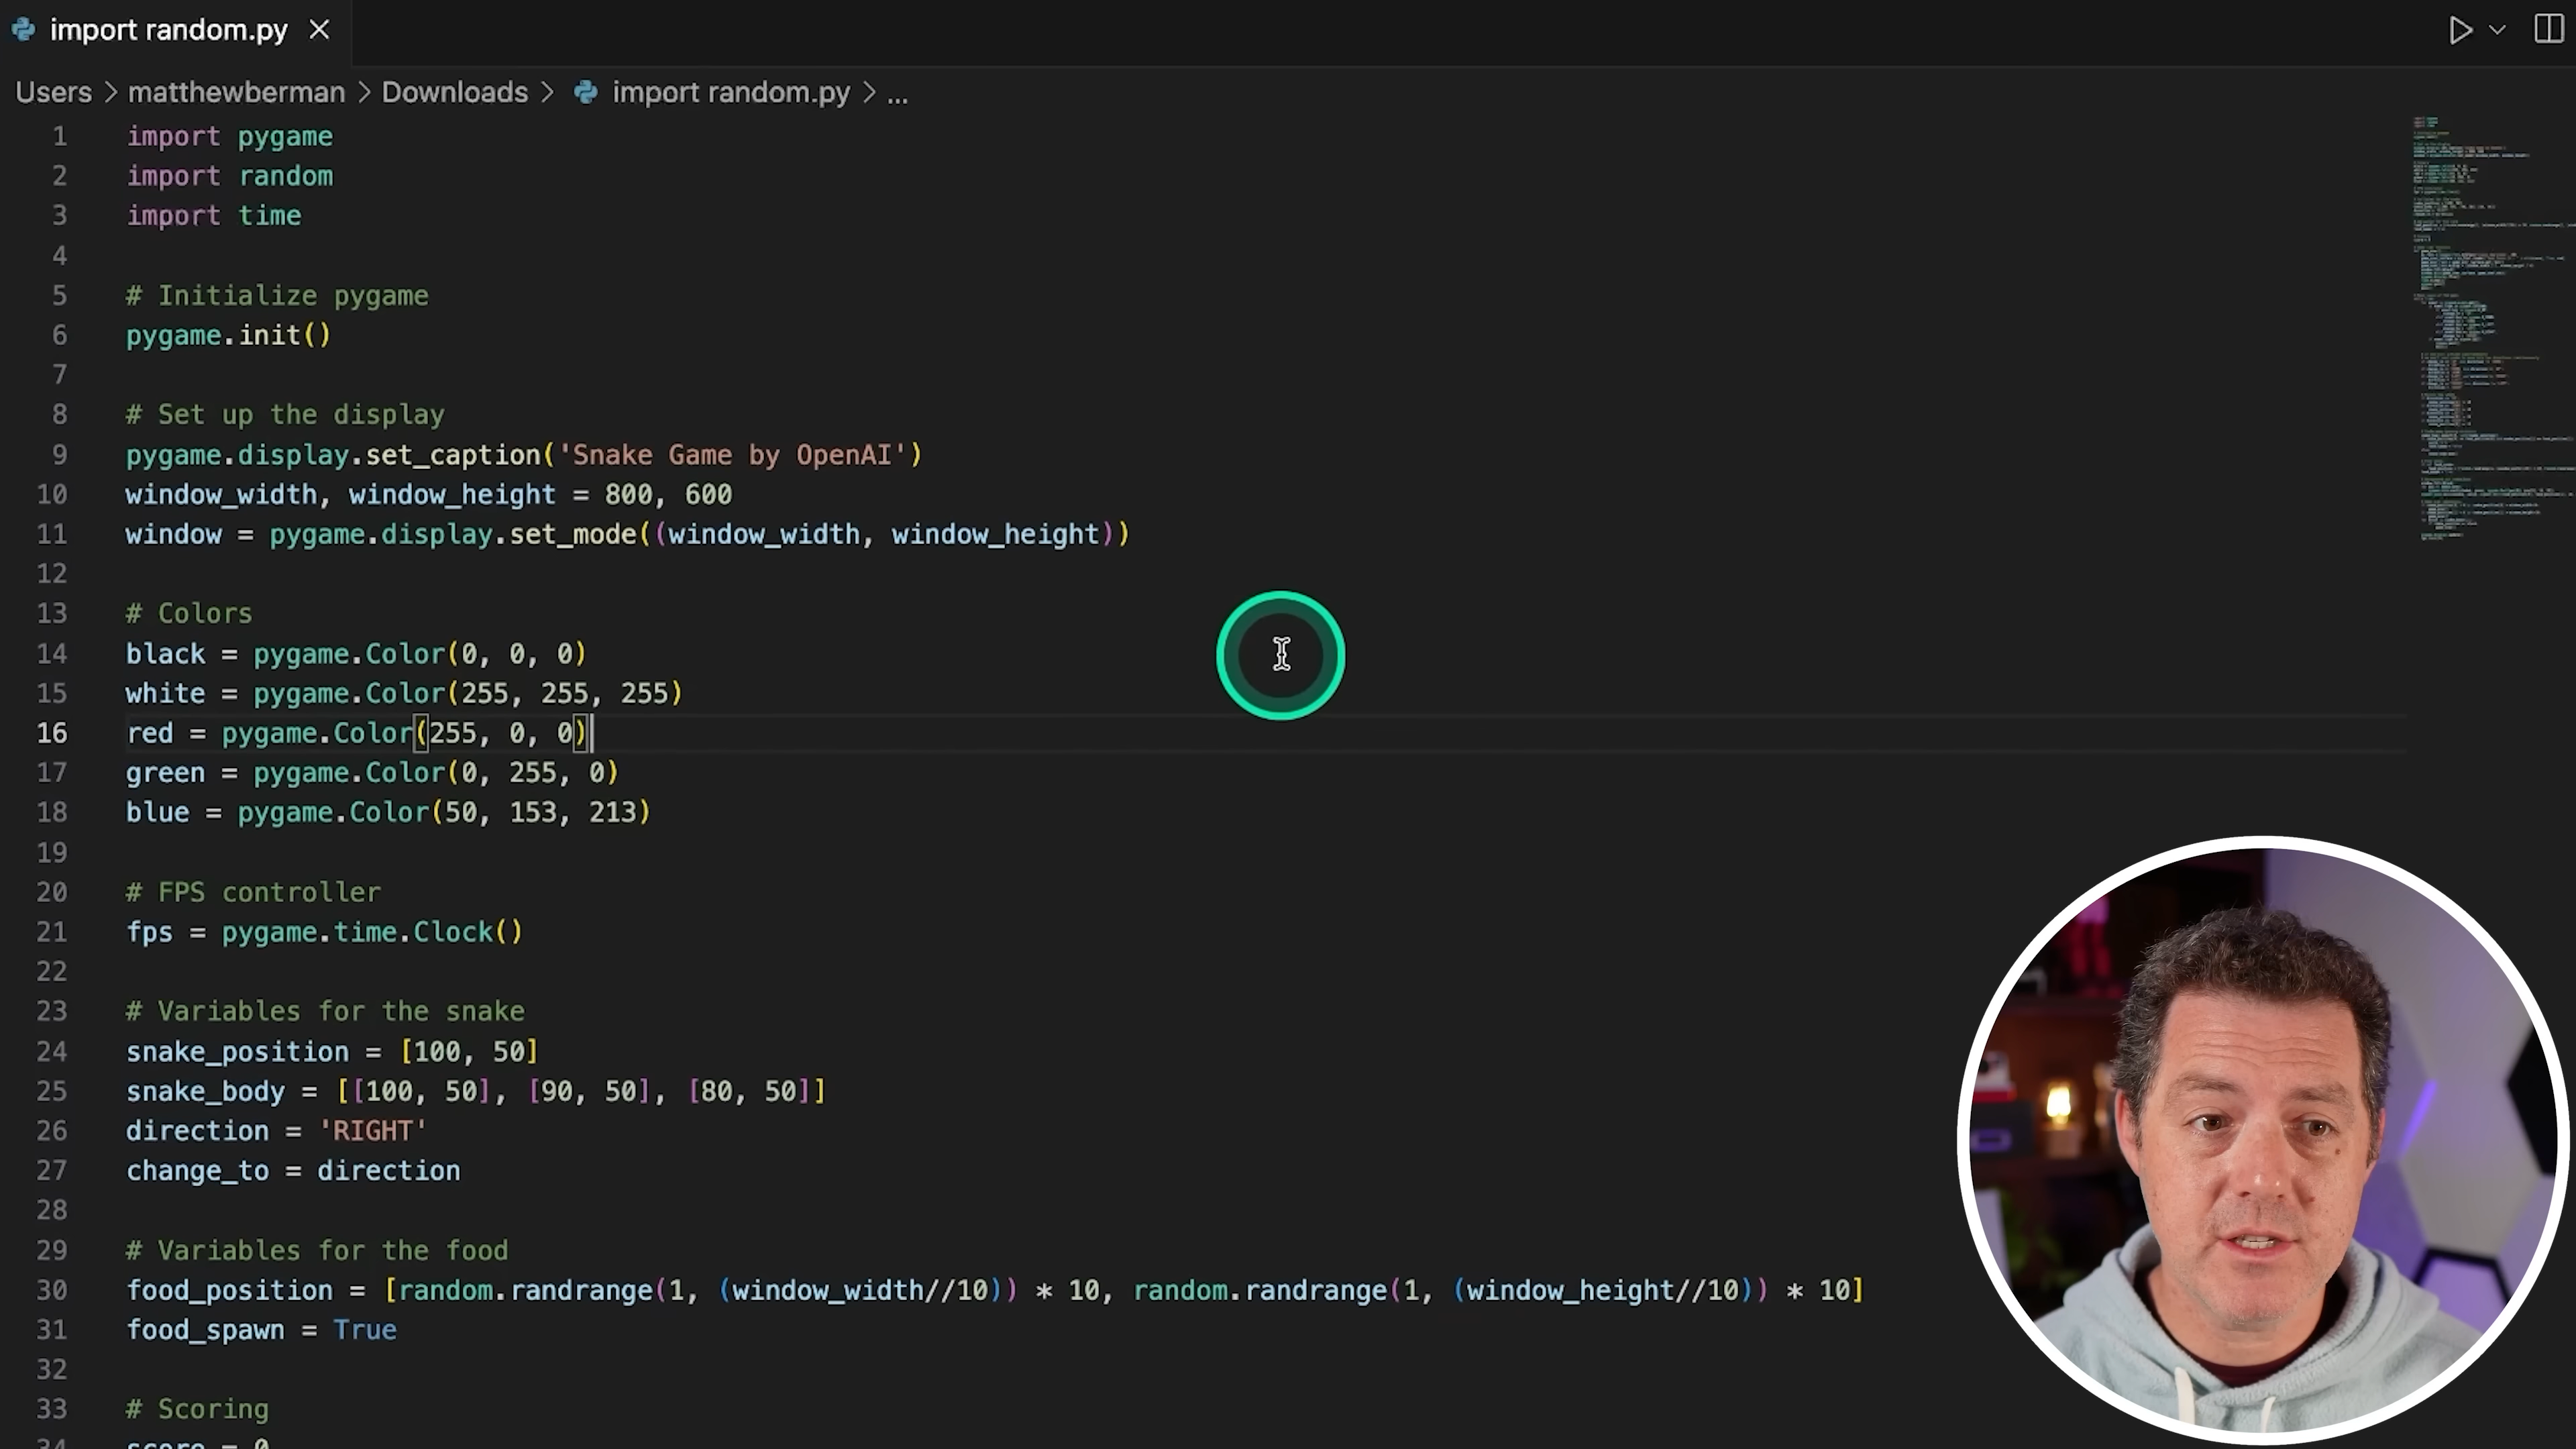 import random.py
Users > matthewberman > Downloads > import random.py > ...
1 import pygame
2 import random
3 import time
4
5 # Initialize pygame
6 pygame.init()
7
8 # Set up the display
9 pygame.display.set_caption('Snake Game by OpenAI')
10 window_width, window_height = 800, 600
11 window = pygame.display.set_mode((window_width, window_height))
12
13 # Colors
14 black = pygame.Color(0, 0, 0)
15 white = pygame.Color(255, 255, 255)
16 red = pygame.Color(255, 0, 0)
17 green = pygame.Color(0, 255, 0)
18 blue = pygame.Color(50, 153, 213)
19
20 # FPS controller
21 fps = pygame.time.Clock()
22
23 # Variables for the snake
24 snake_position = [100, 50]
25 snake_body = [[100, 50], [90, 50], [80, 50]]
26 direction = 'RIGHT'
27 change_to = direction
28
29 # Variables for the food
30 food_position = [random.randrange(1, (window_width//10)) * 10, random.randrange(1, (window_height//10)) * 10]
31 food_spawn = True
32
33 # Scoring
34 score = 0